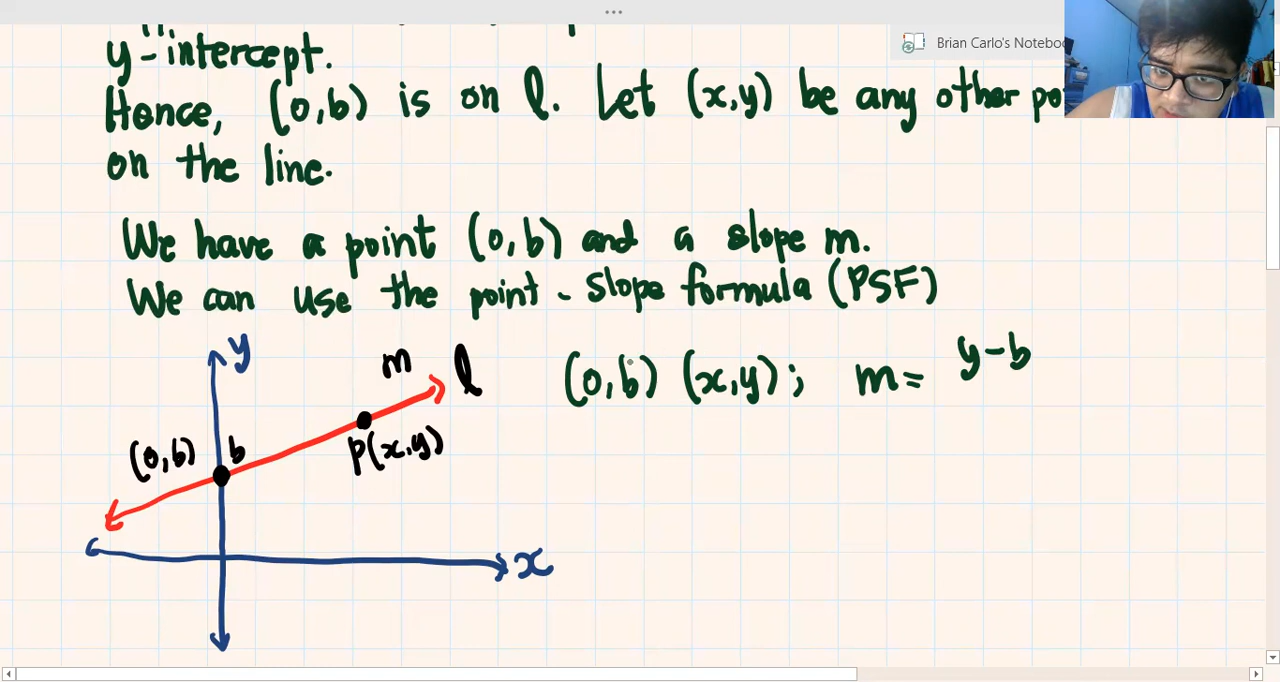 y-intercept.
Brian Carlo's Noteboo
Hence, (0,b) is on l. Let (x,y) be any other po
on the line.
We have a point (0,b) and a slope m.
We can use the point - slope formula (PSF)
y
m
l
(0,b) (x,y); m=
y-b
(0,b)
b
P(x,y)
x